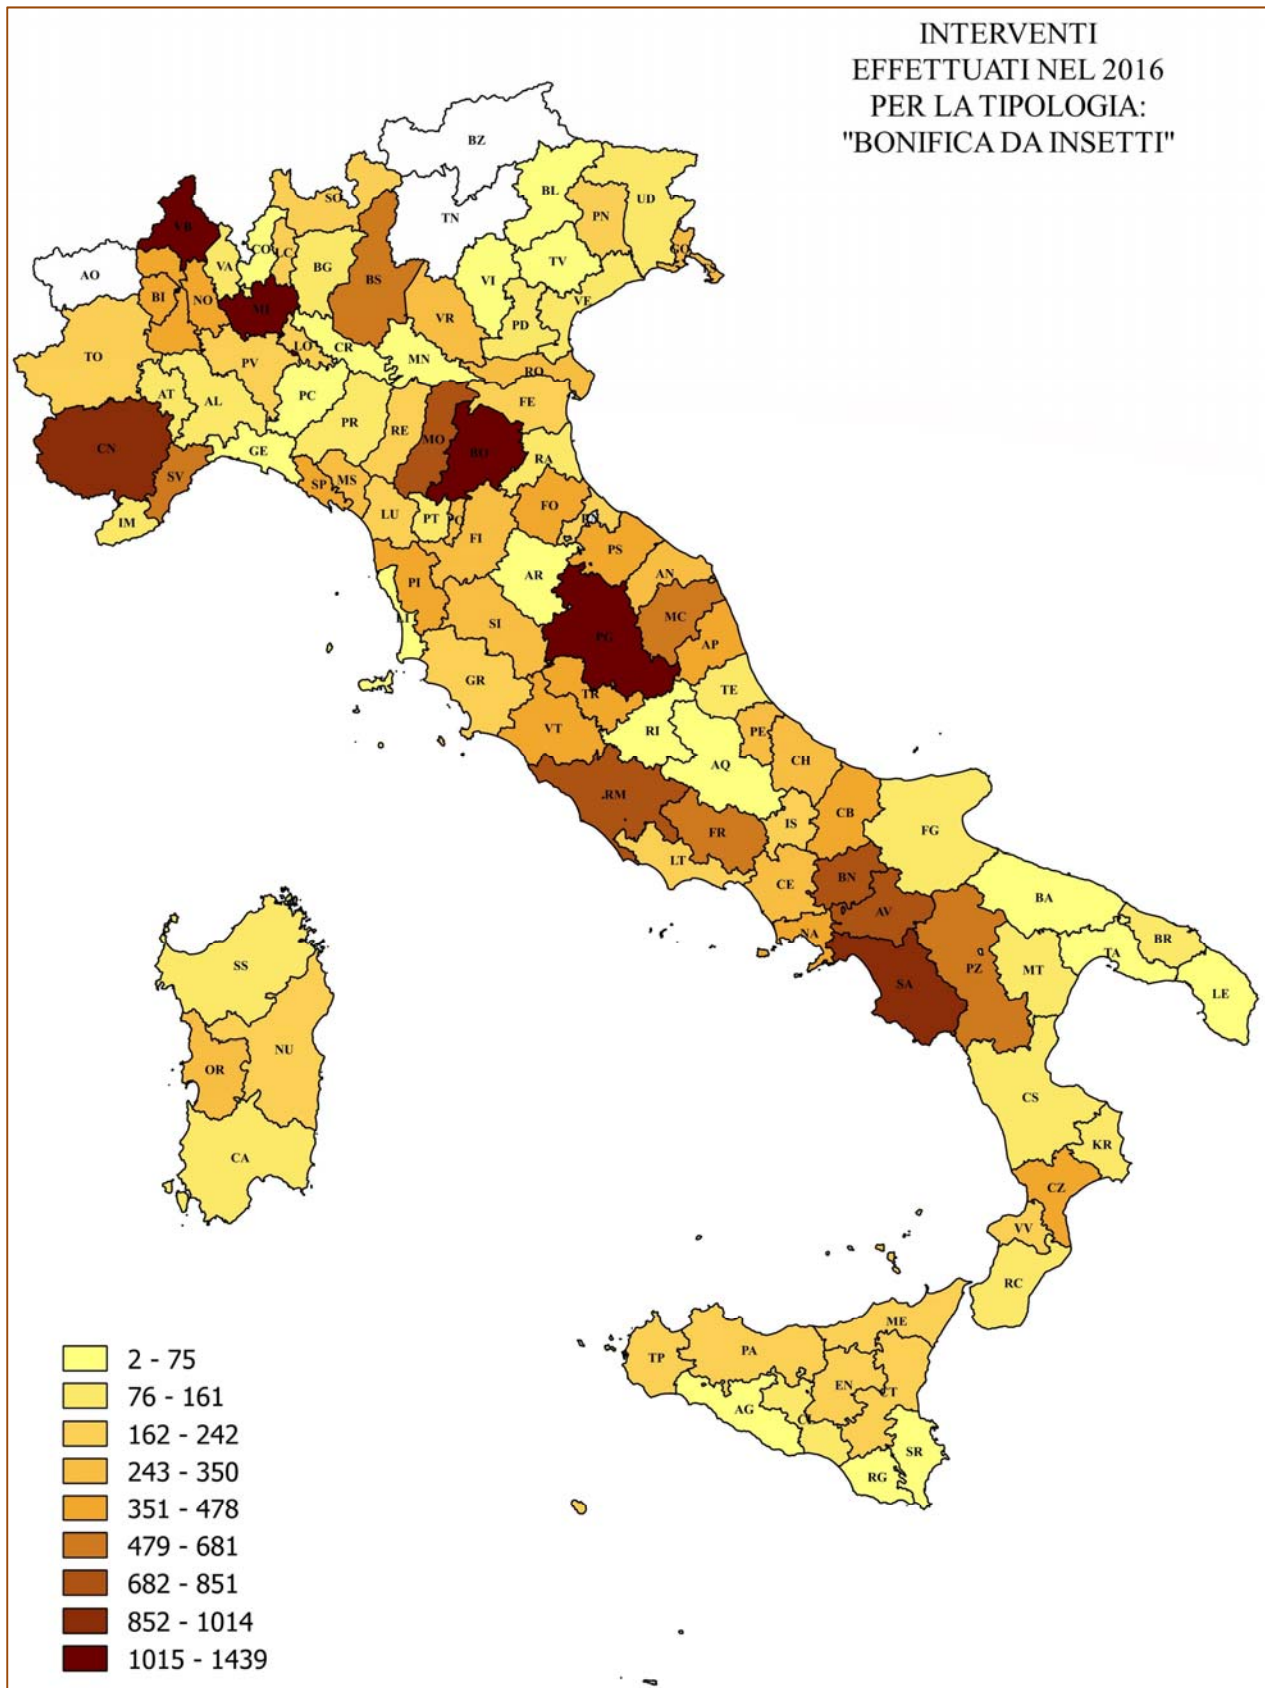 INTERVENTI
EFFETTUATI NEL 2016
PER LA TIPOLOGIA:
"BONIFICA DA INSETTI"
BZ
BL
UD
SO
TN
PN
VB
CO
LC
GO
VA
BG
TV
AO
BS
VI
BI
NO
MI
VE
VR
PD
LO
CR
TO
PV
MN
RO
AT
PC
AL
FE
PR
RE
MO
CN
GE
BO
RA
SV
SP
MS
FO
LU
PT
PO
IM
FI
PS
AR
AN
PI
LI
MC
SI
PG
AP
GR
TR
TE
VT
RI
PE
CH
AQ
RM
CB
IS
FR
FG
LT
BN
CE
BA
AV
NA
BR
TA
SS
PZ
MT
SA
LE
NU
OR
CS
KR
CA
CZ
VV
RC
ME
PA
TP
EN
CT
AG
SR
RG
2 - 75
76 - 161
162 - 242
243 - 350
351 - 478
479 - 681
682 - 851
852 - 1014
1015 - 1439